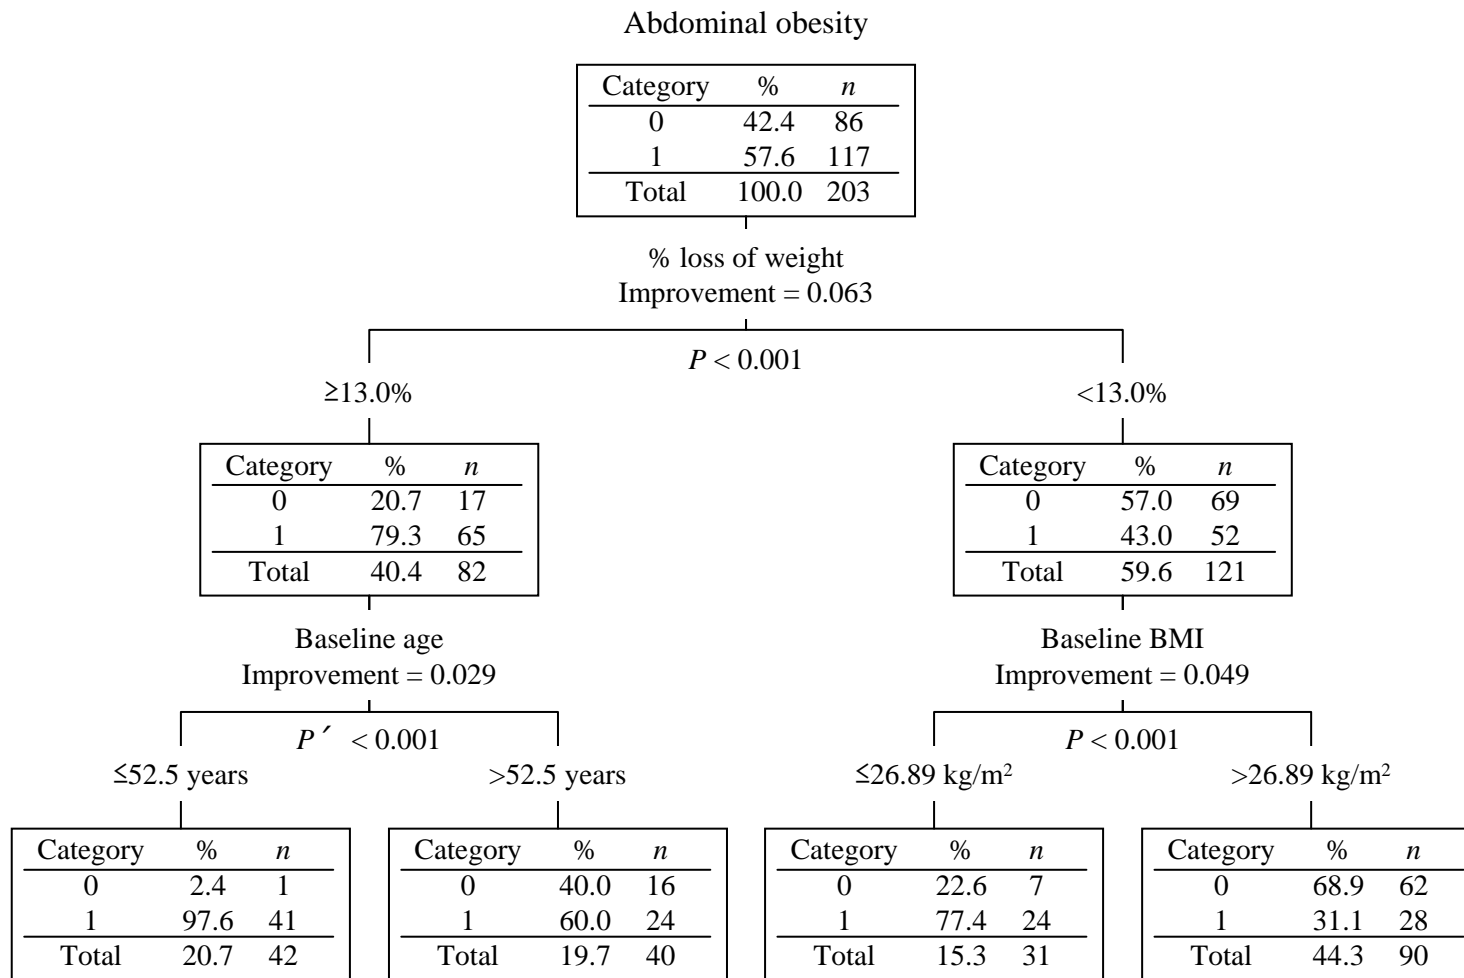 Abdominal obesity
Category % n
0 42.4 86
1 57.6 117
Total 100.0 203
% loss of weight
Improvement = 0.063
P < 0.001
≥13.0%
<13.0%
Category % n
0 20.7 17
1 79.3 65
Total 40.4 82
Category % n
0 57.0 69
1 43.0 52
Total 59.6 121
Baseline age
Improvement = 0.029
Baseline BMI
Improvement = 0.049
P´ < 0.001
P < 0.001
≤52.5 years
>52.5 years
≤26.89 kg/m²
>26.89 kg/m²
Category % n
0 2.4 1
1 97.6 41
Total 20.7 42
Category % n
0 40.0 16
1 60.0 24
Total 19.7 40
Category % n
0 22.6 7
1 77.4 24
Total 15.3 31
Category % n
0 68.9 62
1 31.1 28
Total 44.3 90